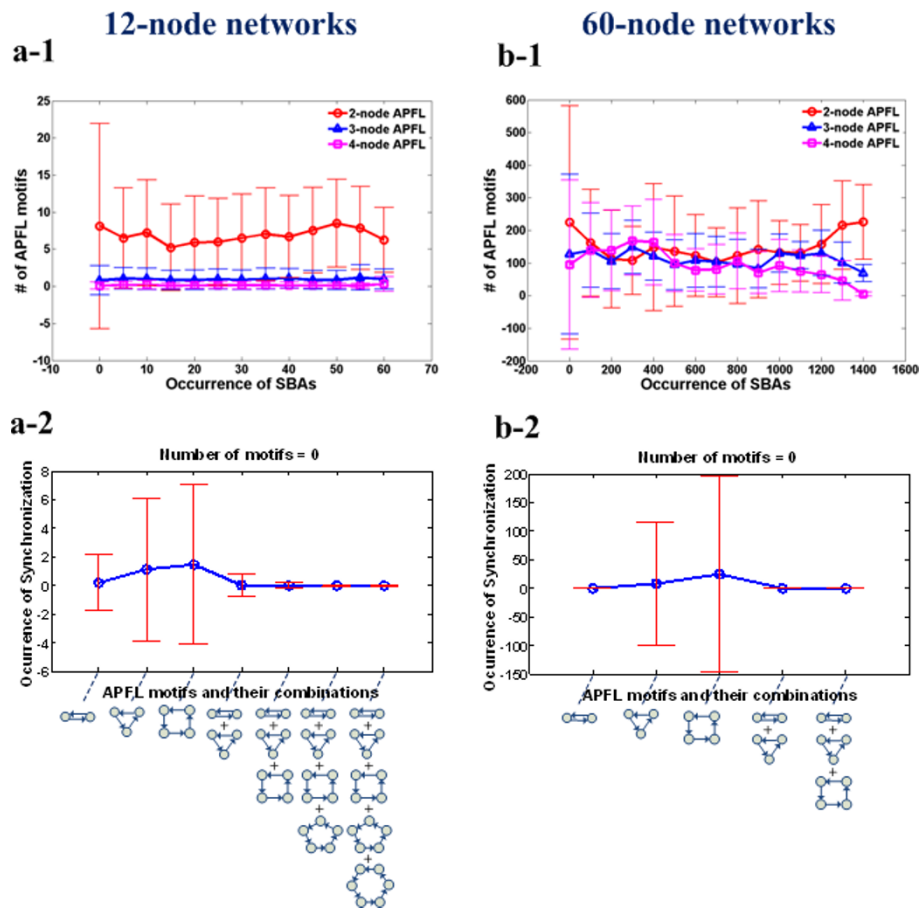 12-node networks
60-node networks
a-1
b-1
25
20
15
10
5
0
-5
-10
# of APFL motifs
2-node APFL
3-node APFL
4-node APFL
-10
0
10
20
30
40
50
60
70
Occurrence of SBAs
600
500
400
300
200
100
0
-100
-200
# of APFL motifs
2-node APFL
3-node APFL
4-node APFL
-200
0
200
400
600
800
1000
1200
1400
1600
Occurrence of SBAs
a-2
Number of motifs = 0
8
6
4
2
0
-2
-4
-6
Ocurrence of Synchronization
APFL motifs and their combinations
+
+
+
+
+
+
+
+
+
+
b-2
Number of motifs = 0
200
150
100
50
0
-50
-100
-150
Occurrence of Synchronization
APFL motifs and their combinations
+
+
+